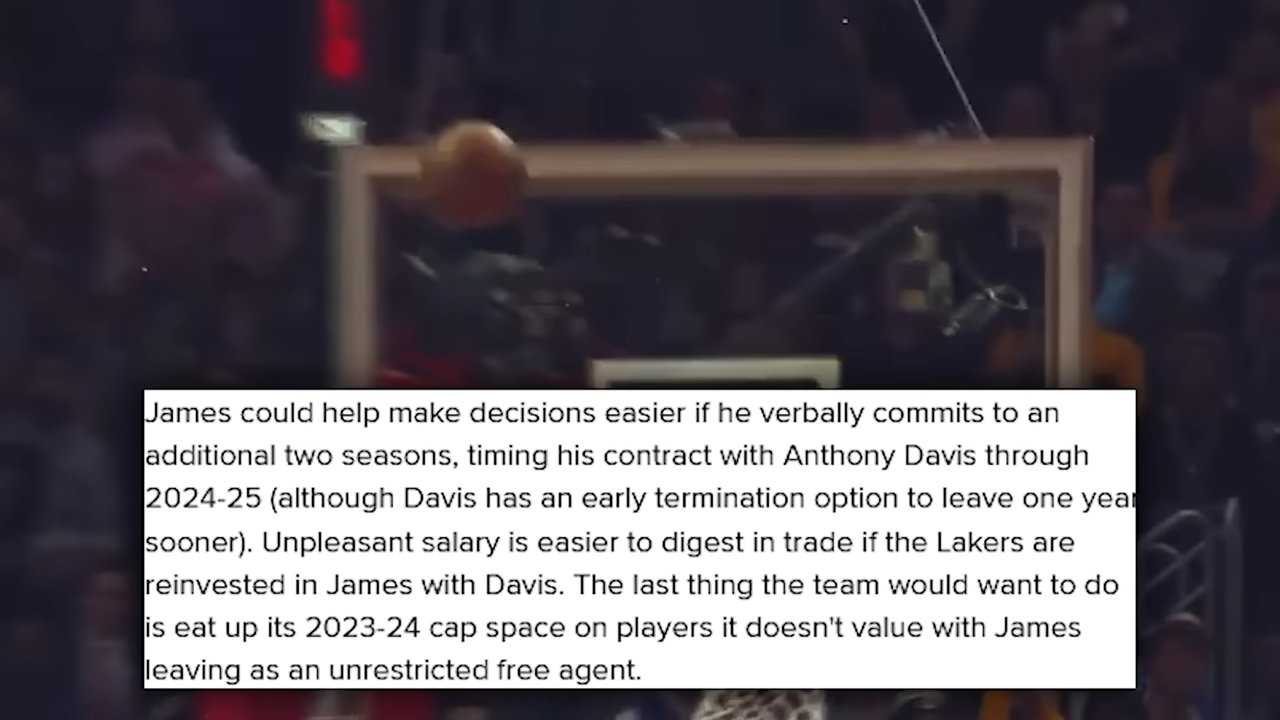 James could help make decisions easier if he verbally commits to an
additional two seasons, timing his contract with Anthony Davis through
2024-25 (although Davis has an early termination option to leave one year
sooner). Unpleasant salary is easier to digest in trade if the Lakers are
reinvested in James with Davis. The last thing the team would want to do
is eat up its 2023-24 cap space on players it doesn't value with James
leaving as an unrestricted free agent.